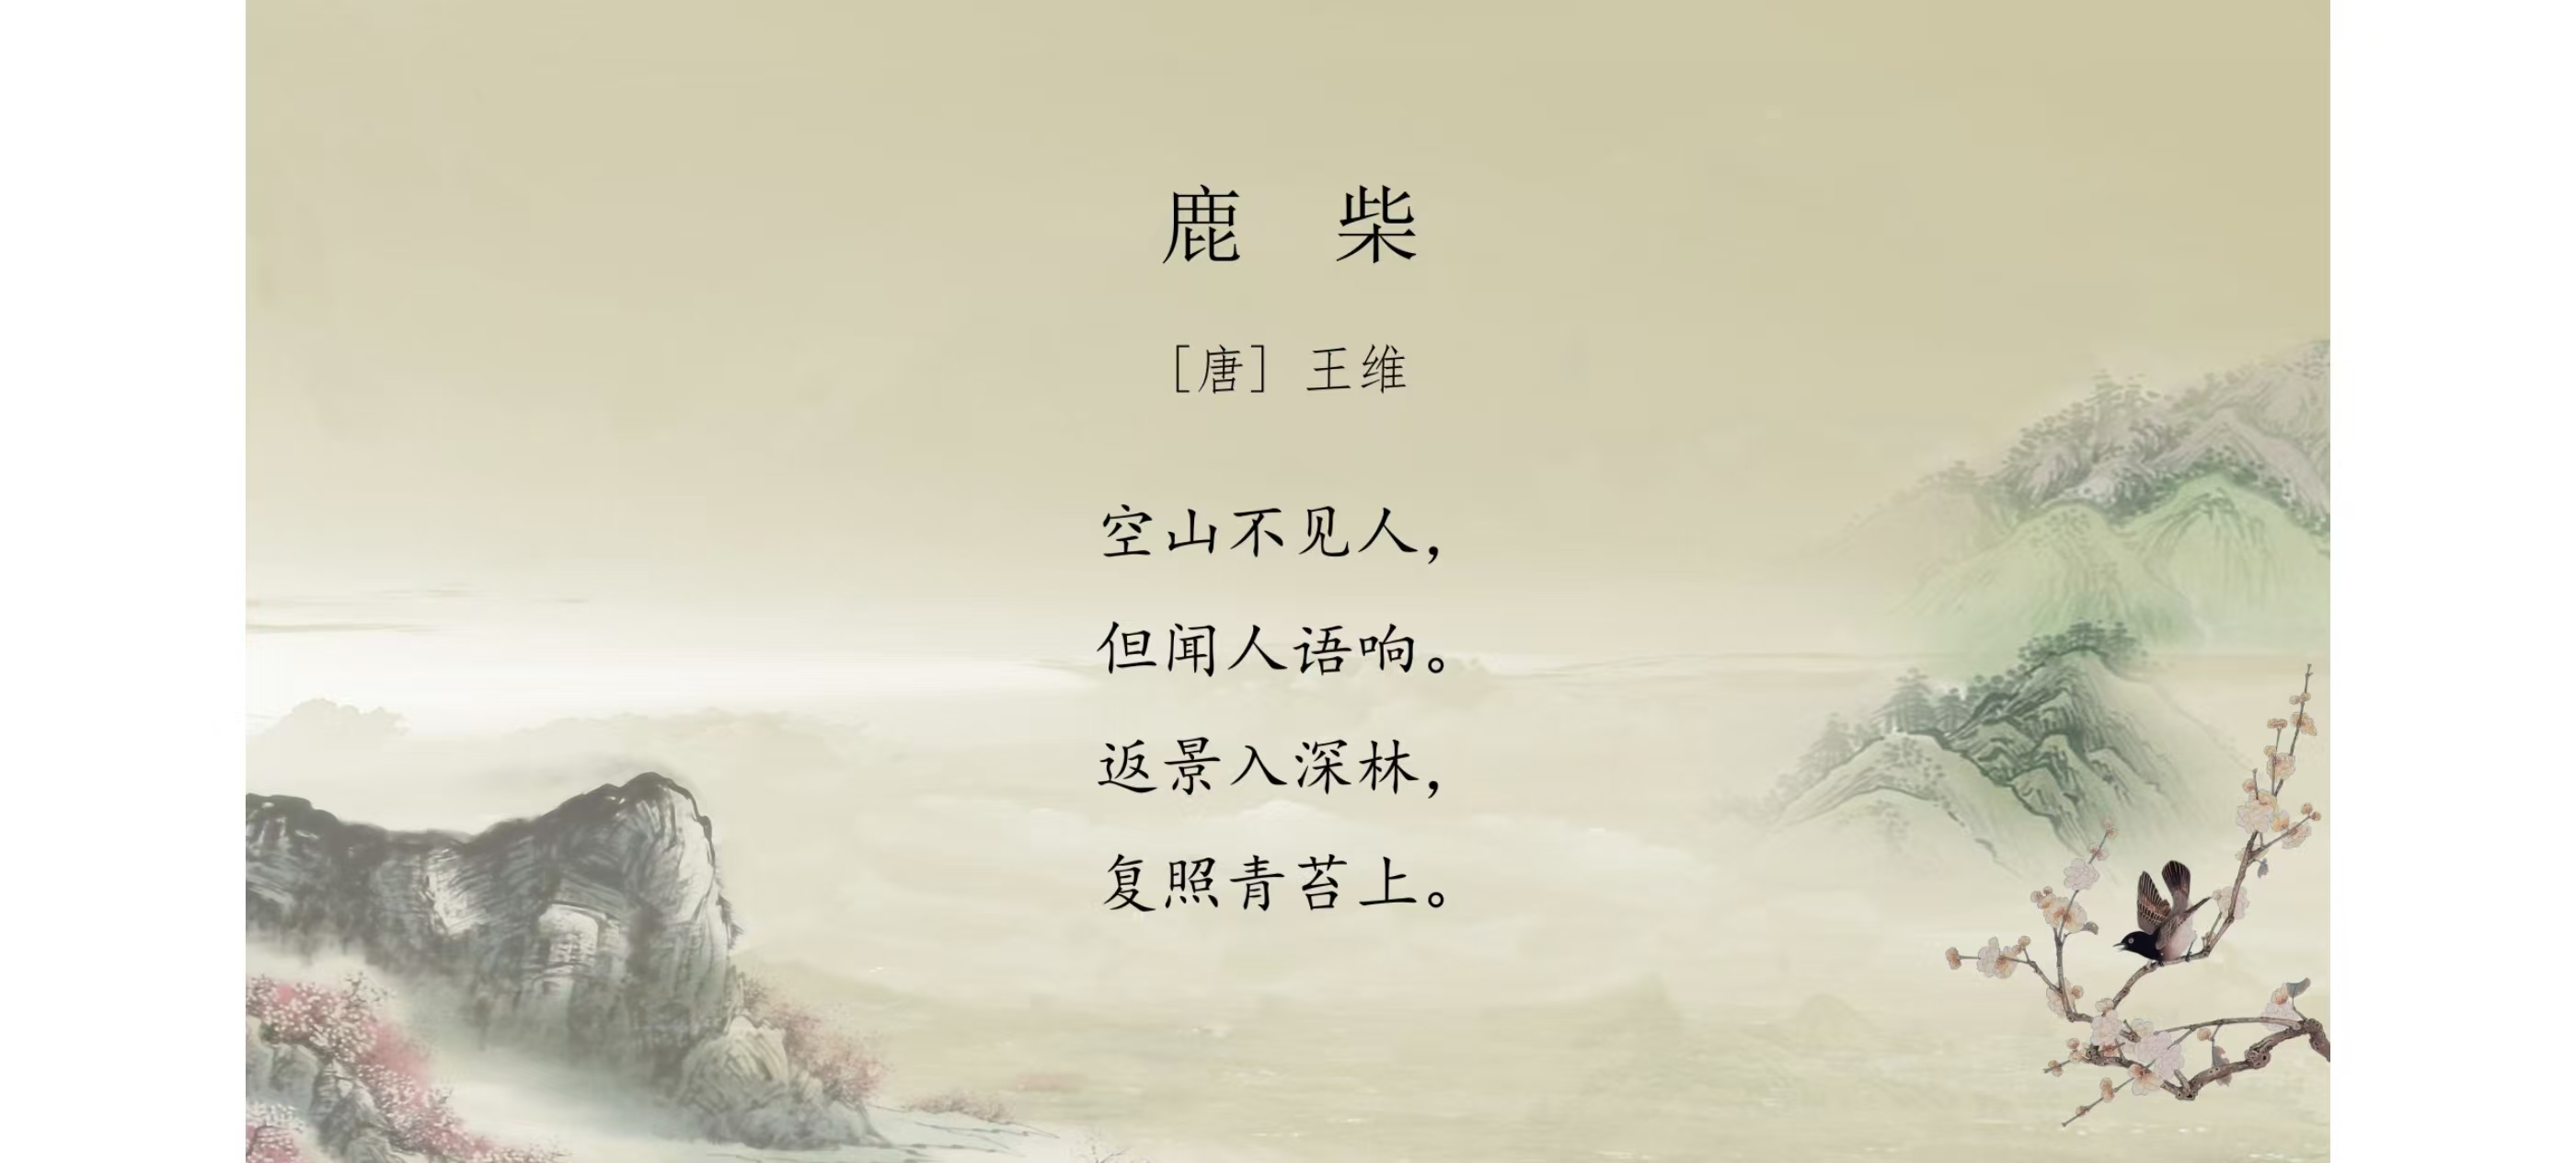 鹿 柴
［唐］ 王维
空山不见人，
但闻人语响。
返景入深林，
复照青苔上。